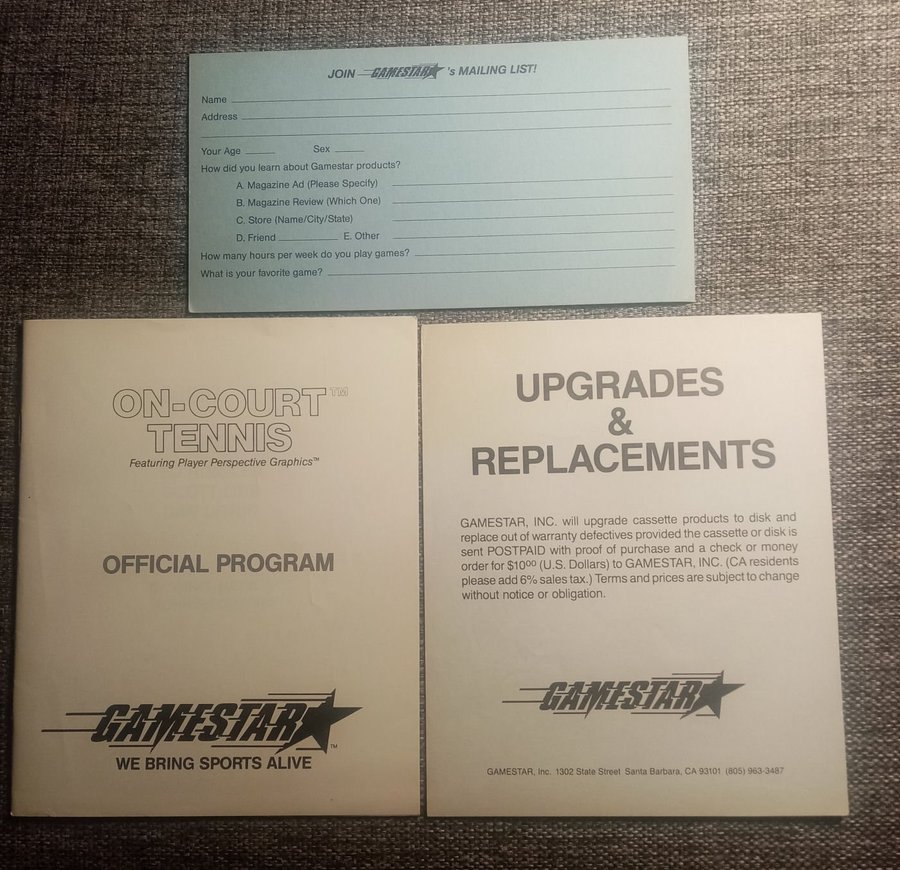 JOIN GAMESTAR 's MAILING LIST!
Name
Address
Your Age Sex
How did you learn about Gamestar products?
A. Magazine Ad (Please Specify)
B. Magazine Review (Which One)
C. Store (Name/City/State)
D. Friend E. Other
How many hours per week do you play games?
What is your favorite game?
ON-COURT™
TENNIS
Featuring Player Perspective Graphics™
OFFICIAL PROGRAM
GAMESTAR™
WE BRING SPORTS ALIVE
UPGRADES
&
REPLACEMENTS
GAMESTAR, INC. will upgrade cassette products to disk and
replace out of warranty defectives provided the cassette or disk is
sent POSTPAID with proof of purchase and a check or money
order for $10⁰⁰ (U.S. Dollars) to GAMESTAR, INC. (CA residents
please add 6% sales tax.) Terms and prices are subject to change
without notice or obligation.
GAMESTAR
GAMESTAR, Inc. 1302 State Street Santa Barbara, CA 93101 (805) 963-3487